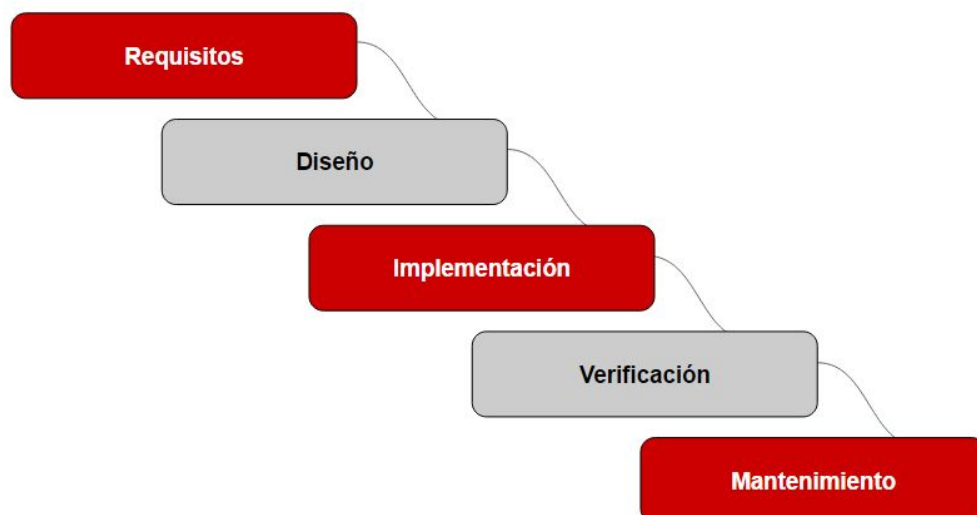 Requisitos
Diseño
Implementación
Verificación
Mantenimiento